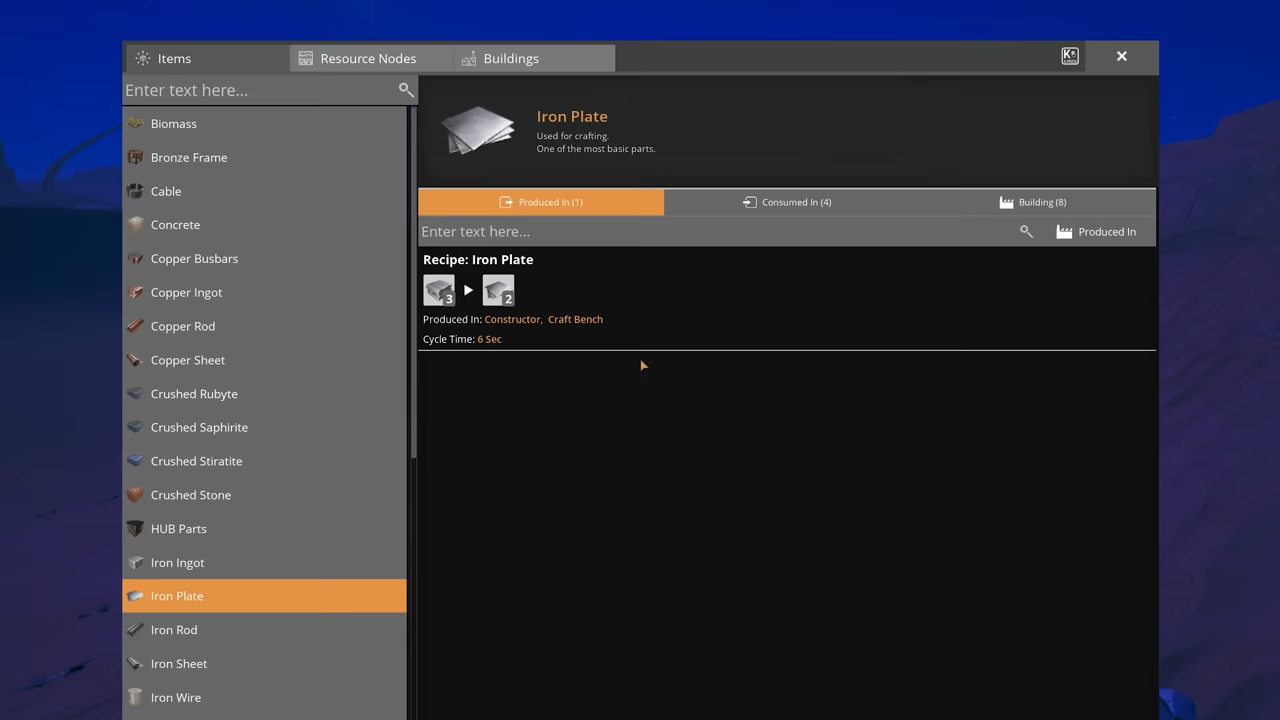 Items
Resource Nodes
Buildings
Enter text here...
Biomass
Bronze Frame
Cable
Concrete
Copper Busbars
Copper Ingot
Copper Rod
Copper Sheet
Crushed Rubyte
Crushed Saphirite
Crushed Stiratite
Crushed Stone
HUB Parts
Iron Ingot
Iron Plate
Iron Rod
Iron Sheet
Iron Wire
Iron Plate
Used for crafting.
One of the most basic parts.
Produced In (1)
Consumed In (4)
Building (8)
Enter text here...
Produced In
Recipe: Iron Plate
3 2
Produced In: Constructor, Craft Bench
Cycle Time: 6 Sec